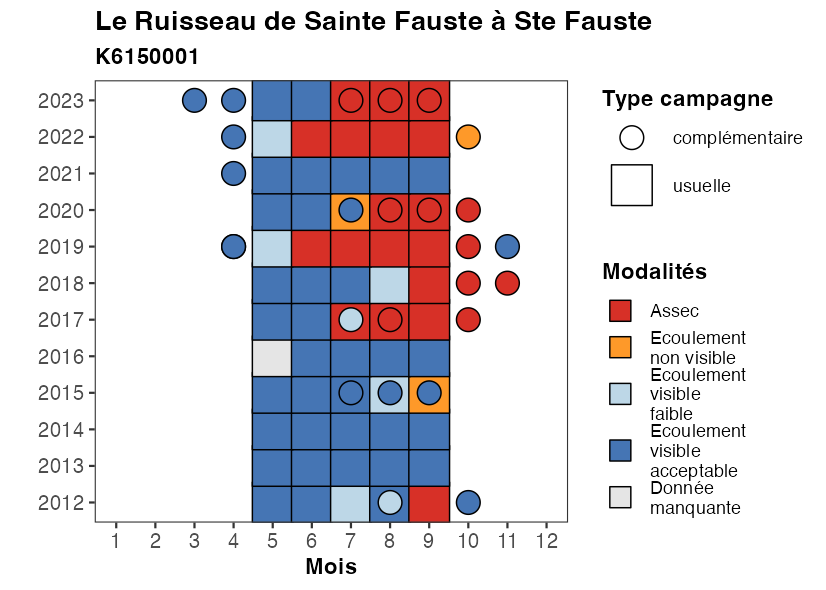 Le Ruisseau de Sainte Fauste à Ste Fauste
K6150001
2023
2022
2021
2020
2019
2018
2017
2016
2015
2014
2013
2012
1 2 3 4 5 6 7 8 9 10 11 12
Mois
Type campagne
complémentaire
usuelle
Modalités
Assec
Ecoulement
non visible
Ecoulement
visible
faible
Ecoulement
visible
acceptable
Donnée
manquante